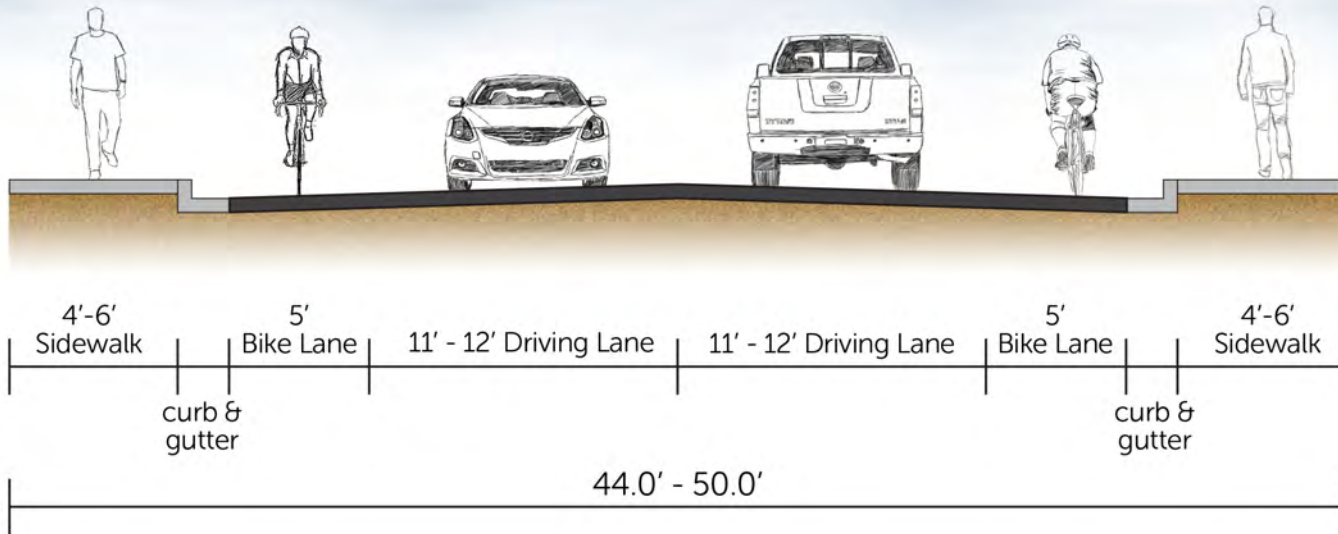 4'-6'
Sidewalk
5'
Bike Lane
11' - 12' Driving Lane
11' - 12' Driving Lane
5'
Bike Lane
4'-6'
Sidewalk
curb &
gutter
curb &
gutter
44.0' - 50.0'